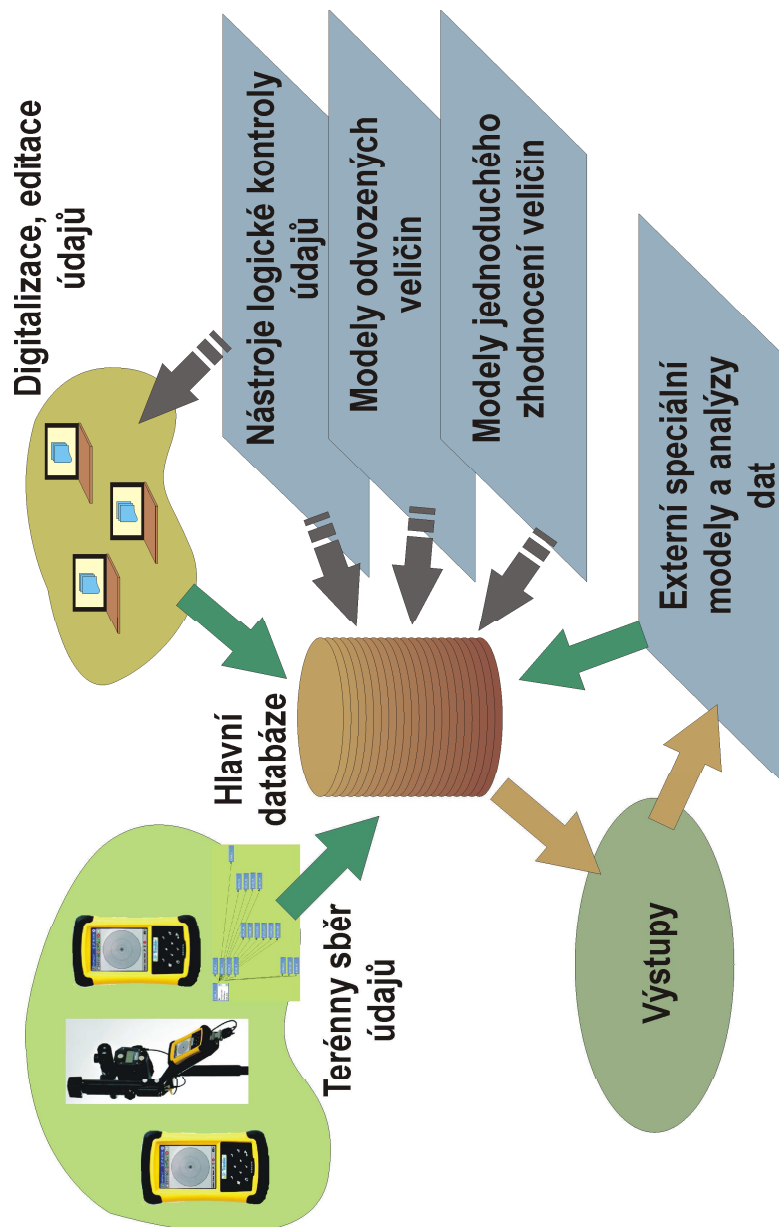 Terénny sběr
údajů
Hlavní
databáze
Digitalizace, editace
údajů
Nástroje logické kontroly
údajů
Modely odvozených
veličin
Modely jednoduchého
zhodnocení veličin
Externí speciální
modely a analýzy
dat
Výstupy